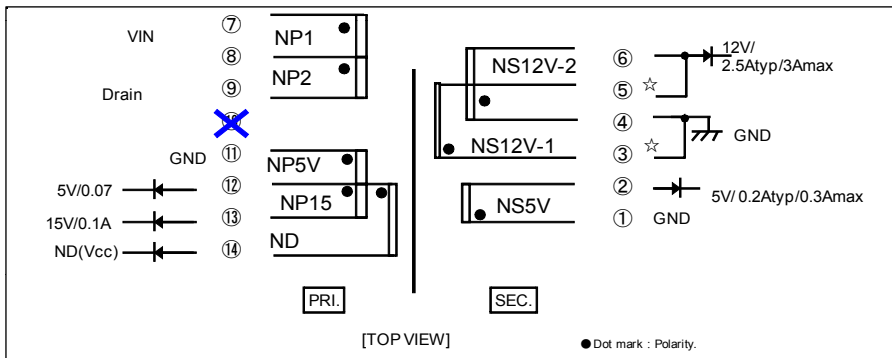 VIN ⑦ NP1
⑧
Drain ⑨ NP2
⑩
GND ⑪ NP5V
5V/0.07 ⑫
15V/0.1A ⑬ NP15
ND(Vcc) ⑭ ND
PRI.
NS12V-2 ⑥ 12V/
2.5Atyp/3Amax
⑤ ☆
④ GND
NS12V-1 ③ ☆
② 5V/0.2Atyp/0.3Amax
NS5V
① GND
SEC.
[TOP VIEW]
●Dot mark : Polarity.